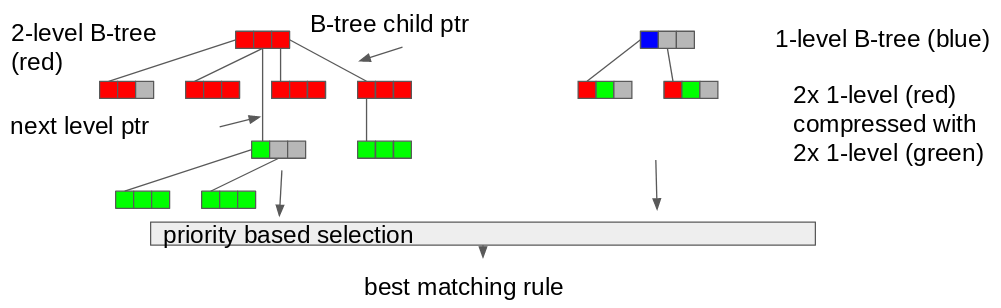 2-level B-tree
(red)
B-tree child ptr
1-level B-tree (blue)
2x 1-level (red)
compressed with
2x 1-level (green)
next level ptr
priority based selection
best matching rule